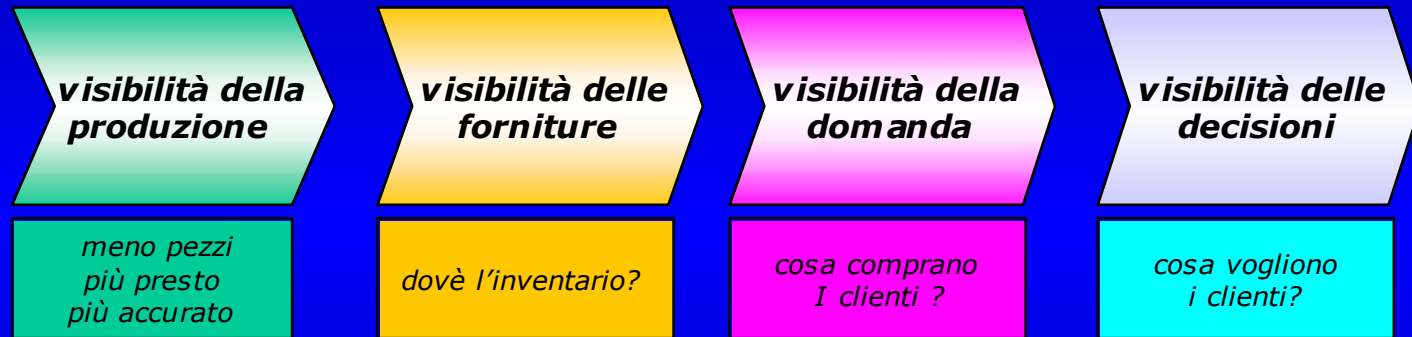 visibilità della
produzione
visibilità delle
forniture
visibilità della
domanda
visibilità delle
decisioni
meno pezzi
più presto
più accurato
dovè l'inventario?
cosa comprano
I clienti ?
cosa vogliono
i clienti?